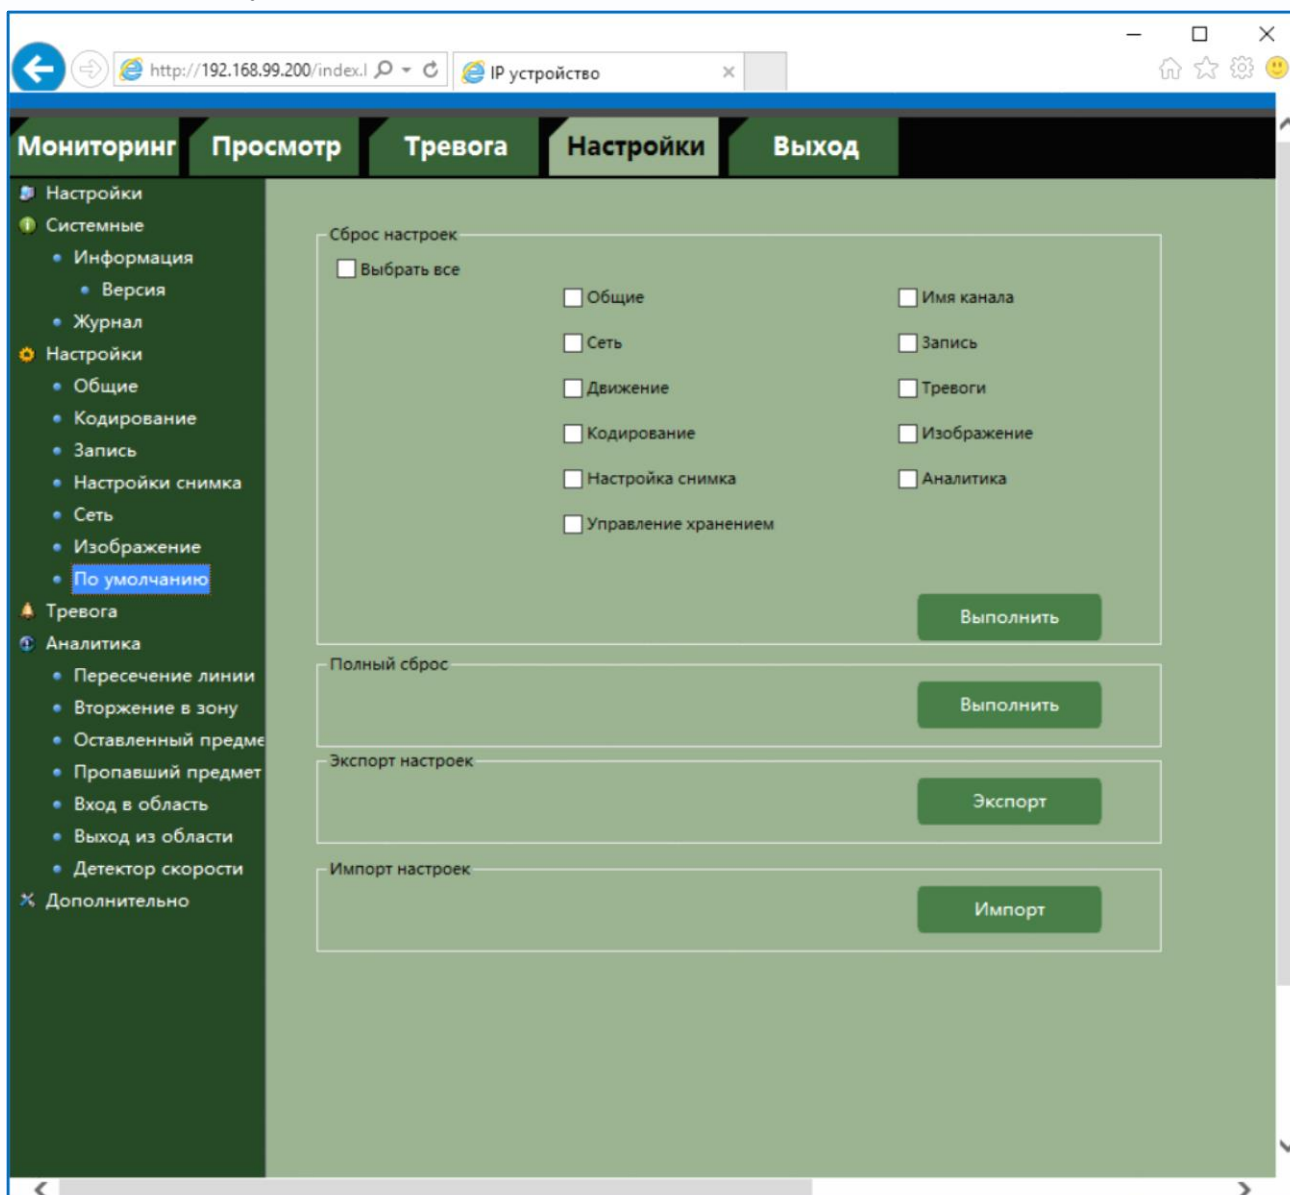 http://192.168.99.200/index.l
IP устройство
Мониторинг Просмотр Тревога Настройки Выход
Настройки
Системные
Информация
Версия
Журнал
Настройки
Общие
Кодирование
Запись
Настройки снимка
Сеть
Изображение
По умолчанию
Тревога
Аналитика
Пересечение линии
Вторжение в зону
Оставленный предме
Пропавший предмет
Вход в область
Выход из области
Детектор скорости
Дополнительно
Сброс настроек
Выбрать все
Общие Имя канала
Сеть Запись
Движение Тревоги
Кодирование Изображение
Настройка снимка Аналитика
Управление хранением
Выполнить
Полный сброс
Выполнить
Экспорт настроек
Экспорт
Импорт настроек
Импорт